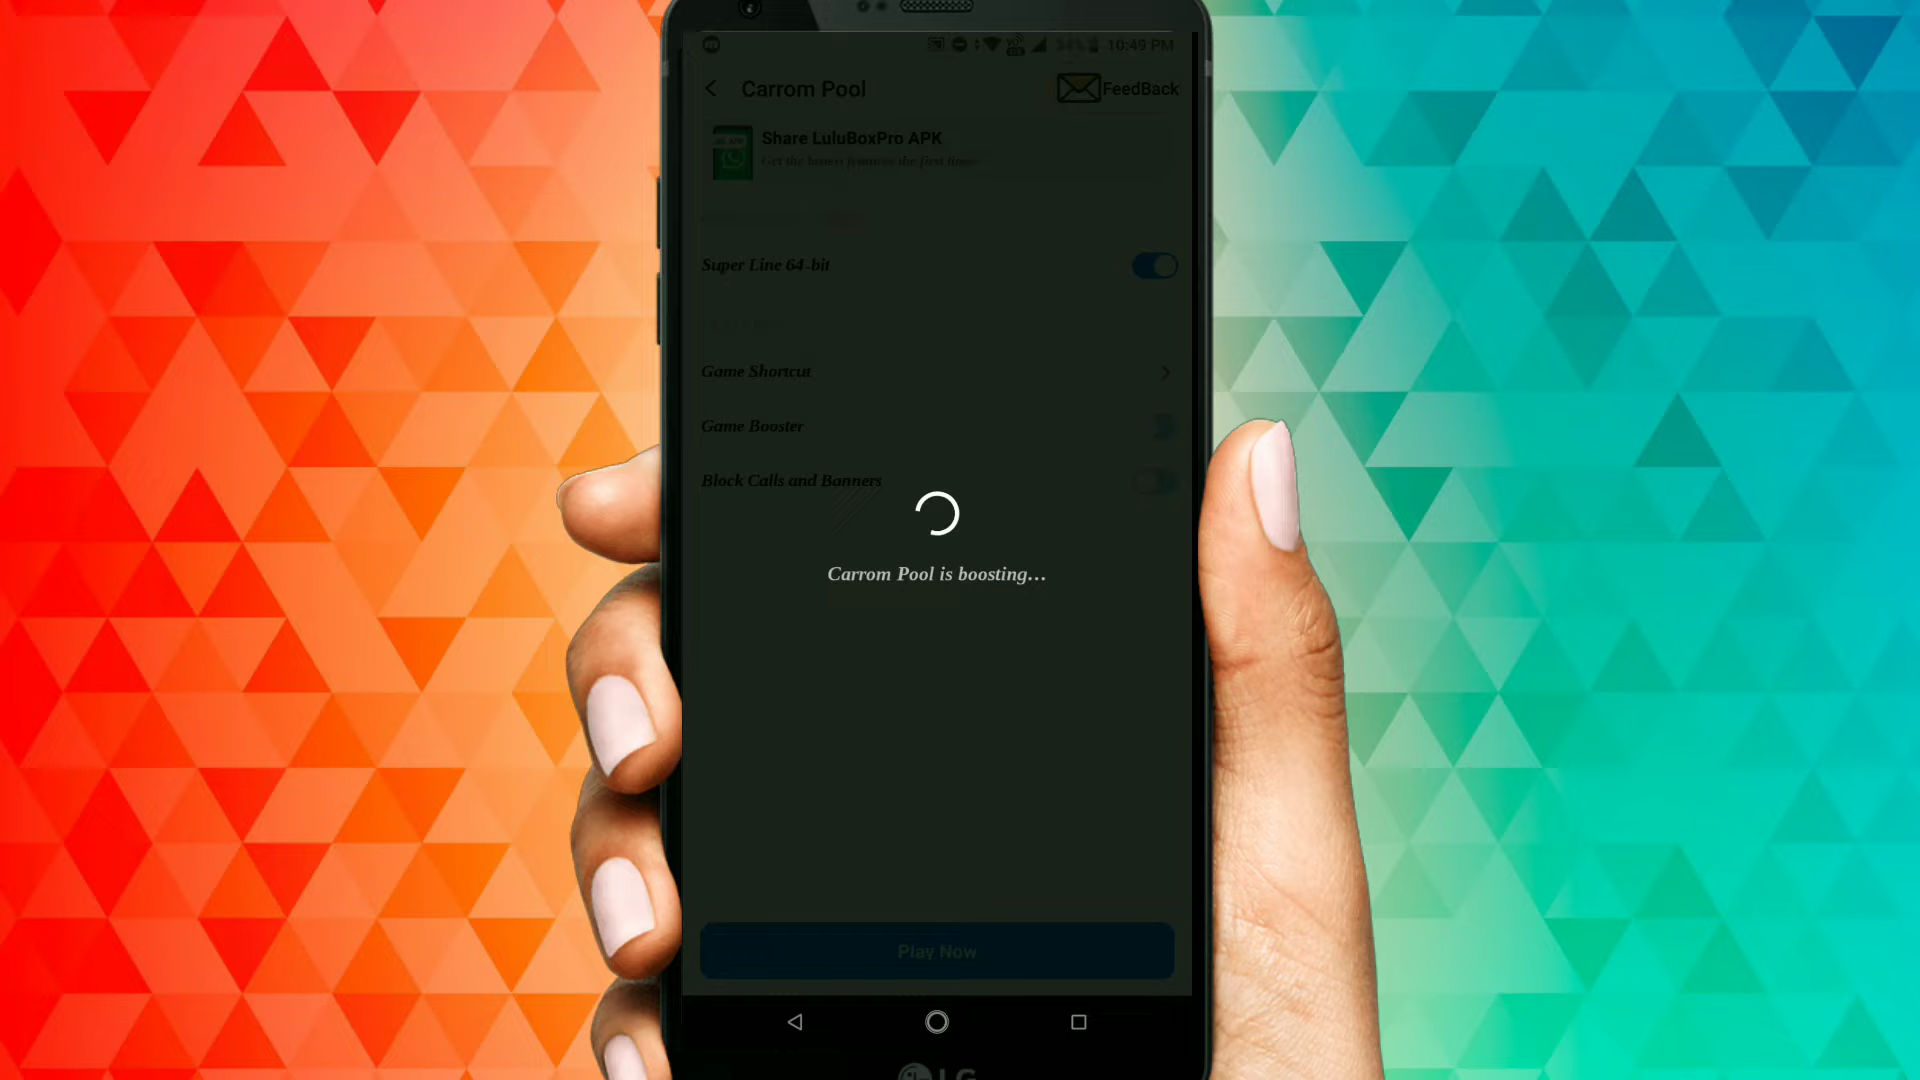 10:49 PM
Carrom Pool
FeedBack
Share LuluBoxPro APK
Get the latest features the first time
Super Line 64-bit
Game Shortcut
Game Booster
Block Calls and Banners
Carrom Pool is boosting...
Play Now
LG